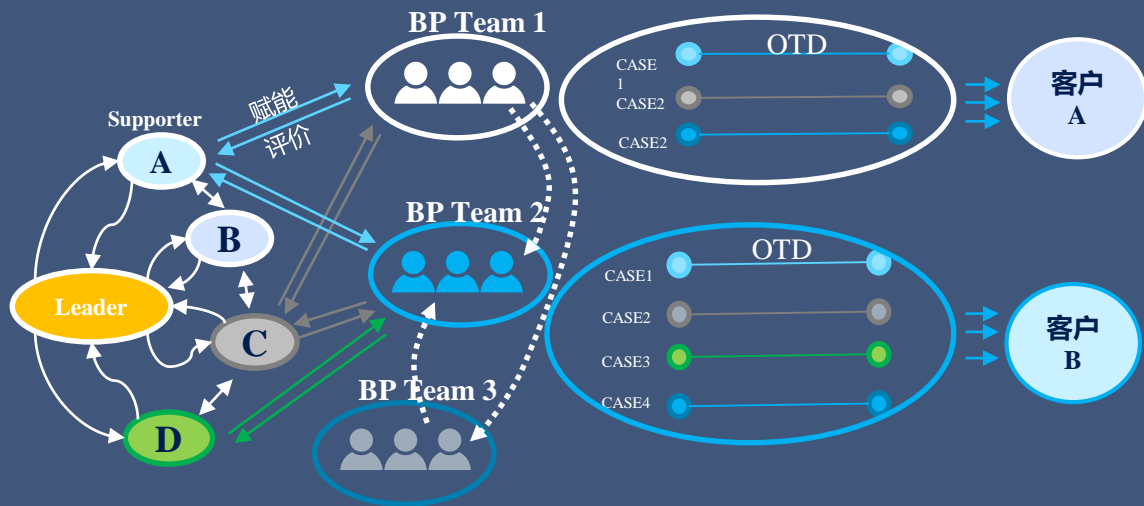 BP Team 1
OTD
CASE
1
CASE2
CASE2
客户
A
赋能
评价
Supporter
A
B
Leader
C
D
BP Team 2
OTD
CASE1
CASE2
CASE3
CASE4
客户
B
BP Team 3